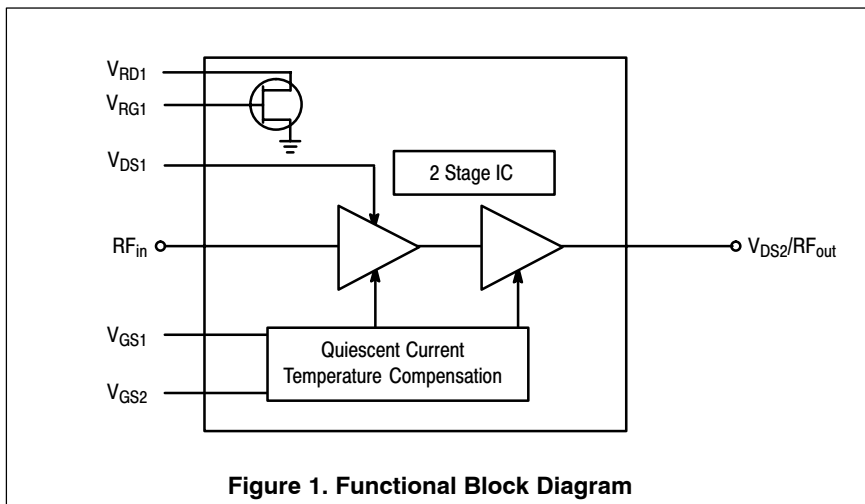 V_RD1
V_RG1
V_DS1
2 Stage IC
RF_in
V_DS2/RF_out
V_GS1
V_GS2
Quiescent Current
Temperature Compensation
Figure 1. Functional Block Diagram